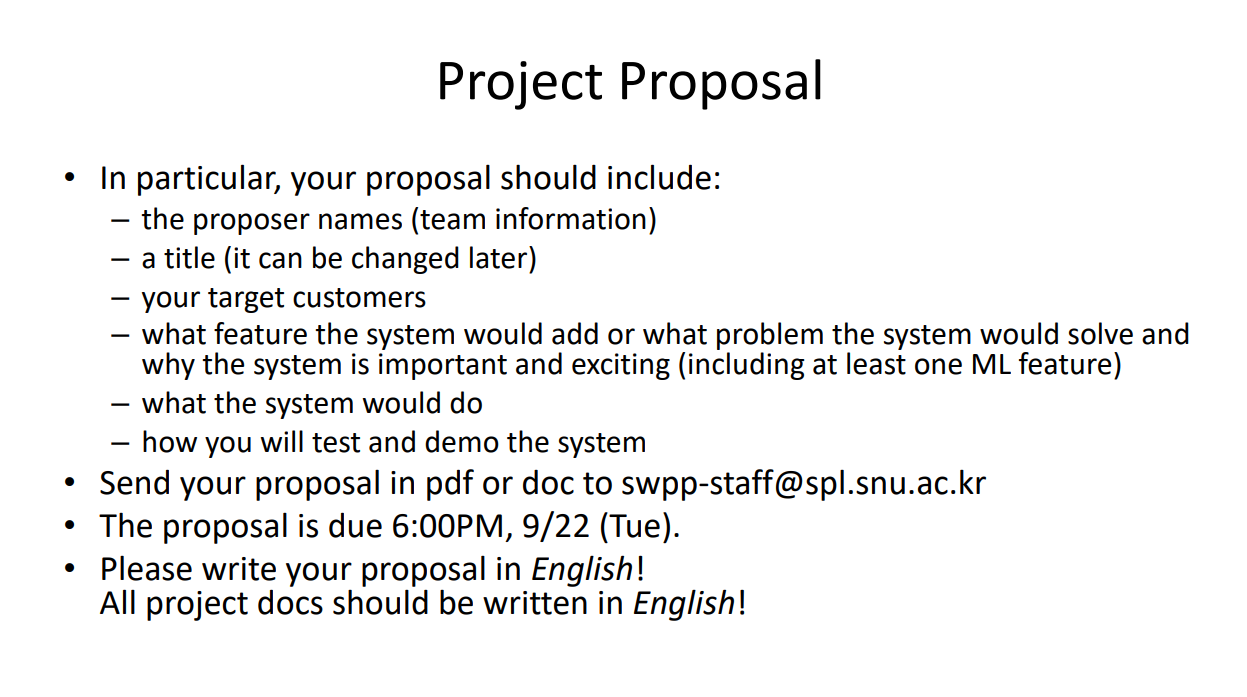 Project Proposal
• In particular, your proposal should include:
– the proposer names (team information)
– a title (it can be changed later)
– your target customers
– what feature the system would add or what problem the system would solve and
why the system is important and exciting (including at least one ML feature)
– what the system would do
– how you will test and demo the system
• Send your proposal in pdf or doc to swpp-staff@spl.snu.ac.kr
• The proposal is due 6:00PM, 9/22 (Tue).
• Please write your proposal in English!
All project docs should be written in English!